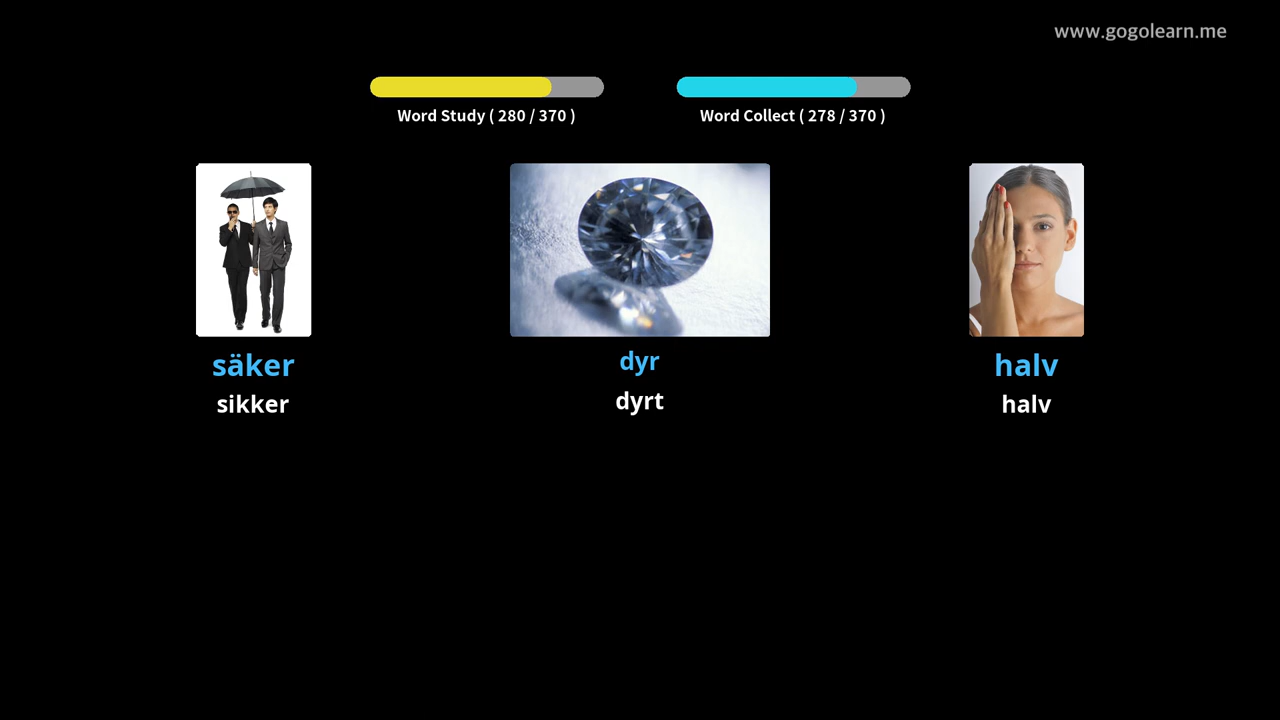 www.gogolearn.me
Word Study ( 280 / 370 )
Word Collect ( 278 / 370 )
säker
dyr
halv
sikker
dyrt
halv